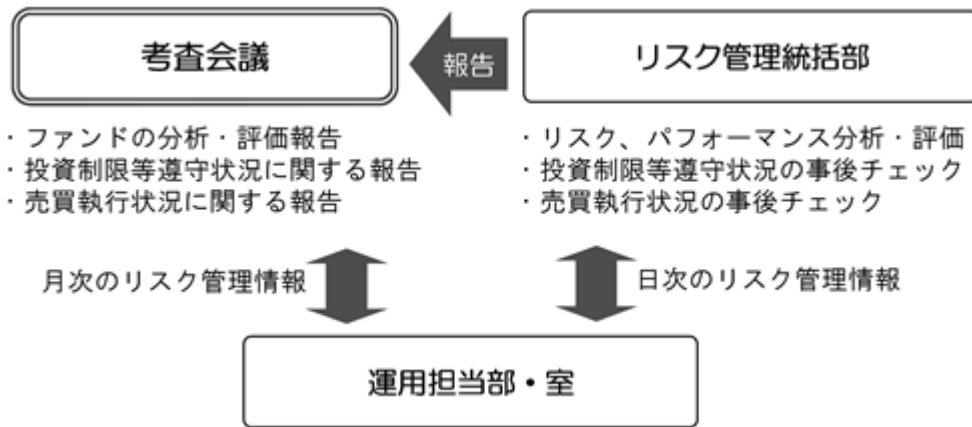 考査会議
報告
リスク管理統括部
・ファンドの分析・評価報告
・投資制限等遵守状況に関する報告
・売買執行状況に関する報告
・リスク、パフォーマンス分析・評価
・投資制限等遵守状況の事後チェック
・売買執行状況の事後チェック
月次のリスク管理情報
日次のリスク管理情報
運用担当部・室